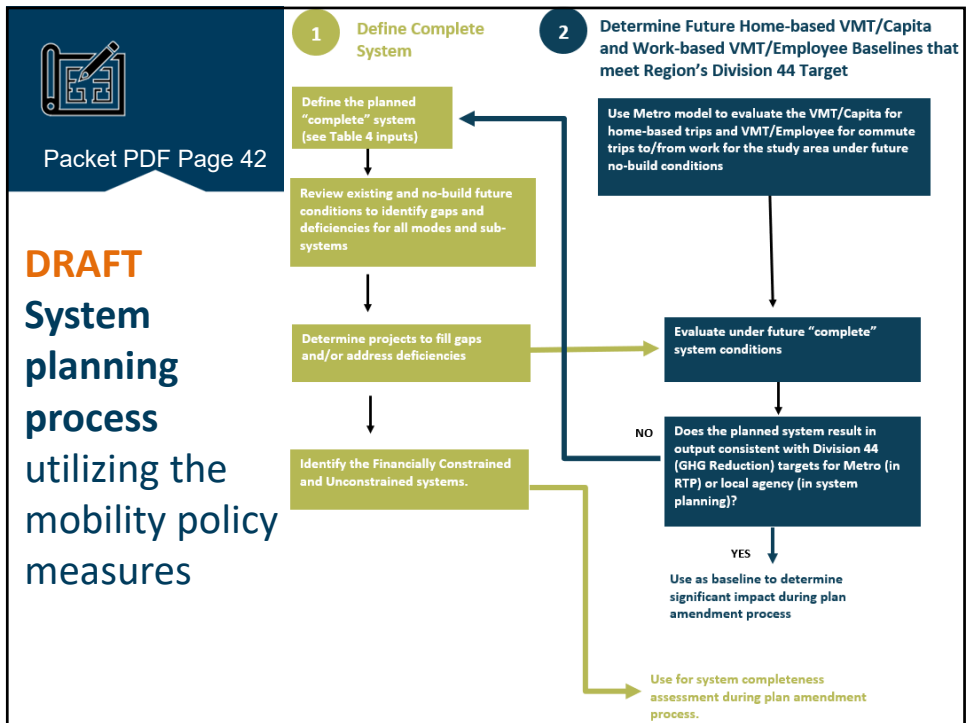 Packet PDF Page 42
DRAFT
System
planning
process
utilizing the
mobility policy
measures
1
Define Complete
System
Define the planned
“complete” system
(see Table 4 inputs)
Review existing and no-build future
conditions to identify gaps and
deficiencies for all modes and sub-
systems
Determine projects to fill gaps
and/or address deficiencies
Identify the Financially Constrained
and Unconstrained systems.
2
Determine Future Home-based VMT/Capita
and Work-based VMT/Employee Baselines that
meet Region’s Division 44 Target
Use Metro model to evaluate the VMT/Capita for
home-based trips and VMT/Employee for commute
trips to/from work for the study area under future
no-build conditions
Evaluate under future “complete”
system conditions
NO
Does the planned system result in
output consistent with Division 44
(GHG Reduction) targets for Metro (in
RTP) or local agency (in system
planning)?
YES
Use as baseline to determine
significant impact during plan
amendment process
Use for system completeness
assessment during plan amendment
process.